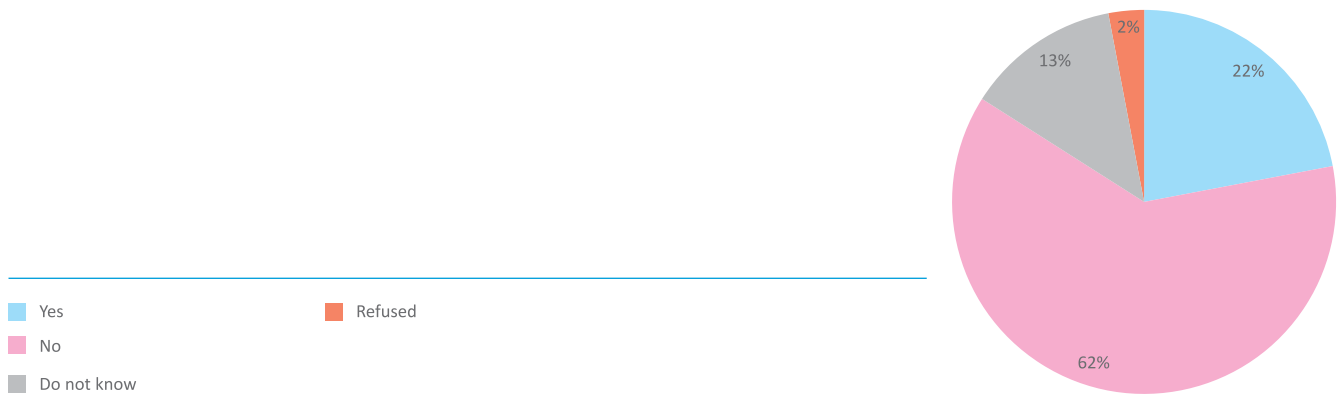 2%
13%
22%
62%
Yes
Refused
No
Do not know